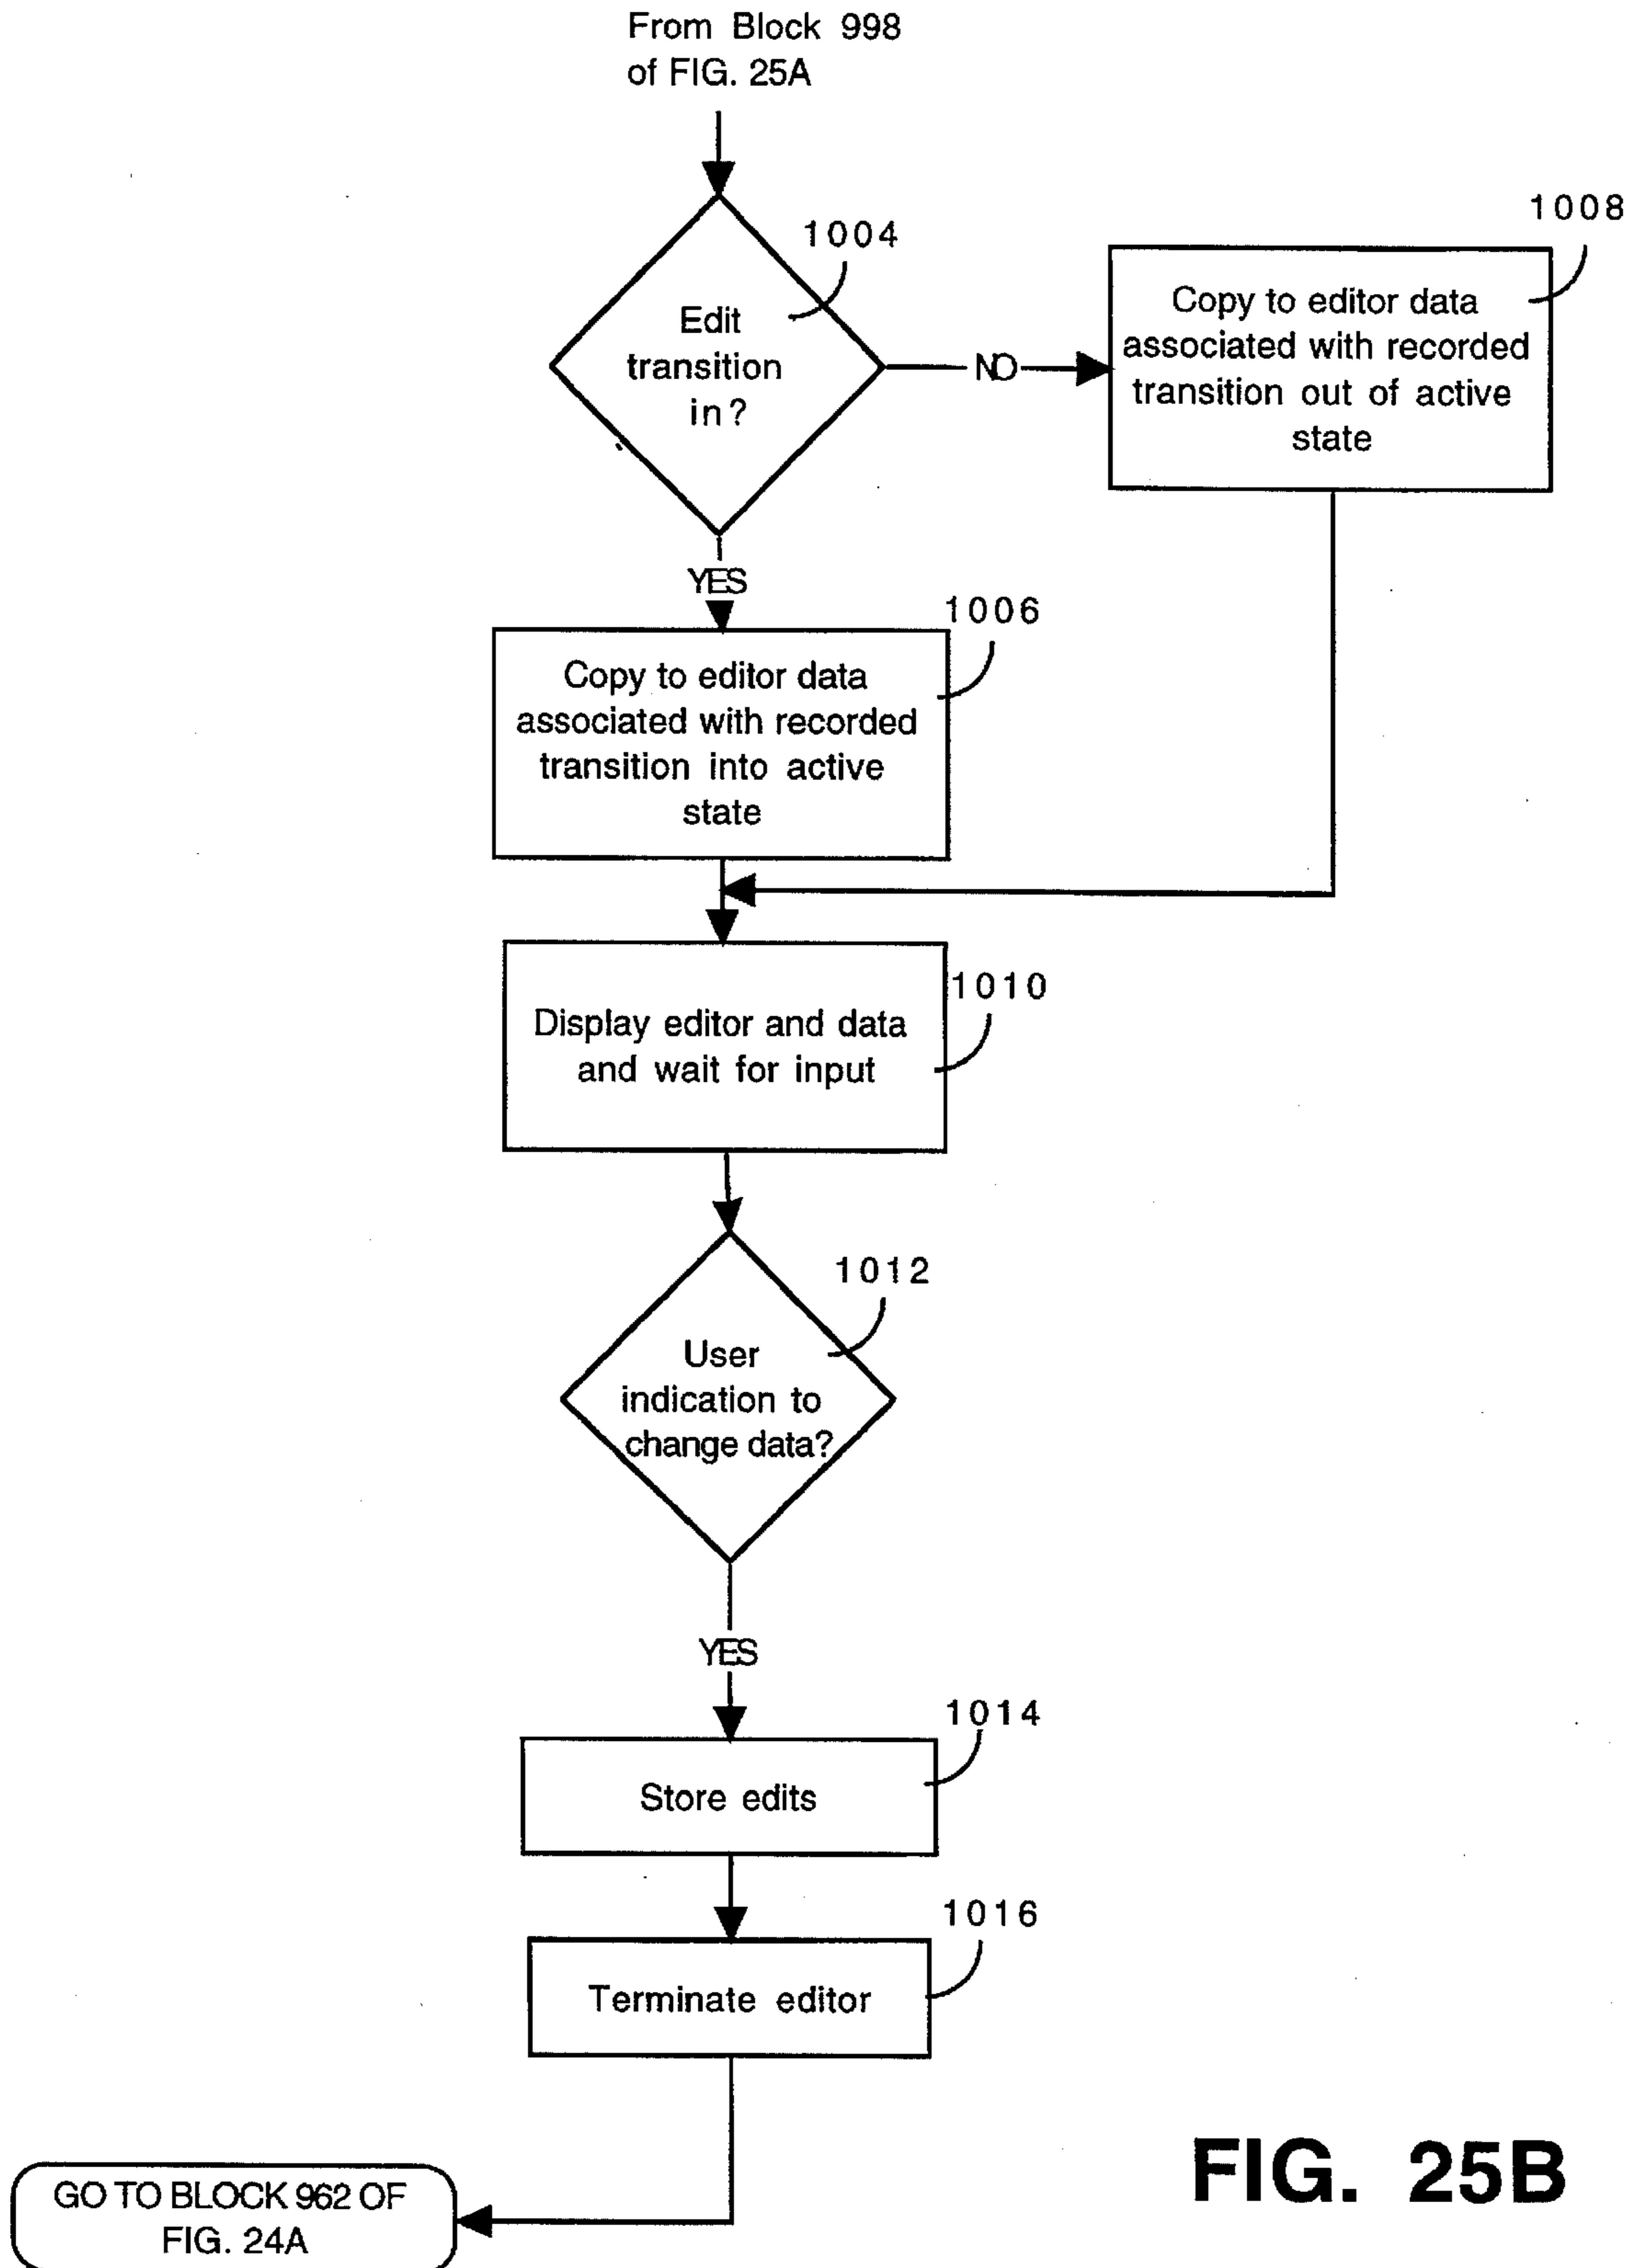 From Block 998
of FIG. 25A
1004
Edit
transition
in?
NO
1008
Copy to editor data
associated with recorded
transition out of active
state
YES
1006
Copy to editor data
associated with recorded
transition into active
state
1010
Display editor and data
and wait for input
1012
User
indication to
change data?
YES
1014
Store edits
1016
Terminate editor
GO TO BLOCK 962 OF
FIG. 24A
FIG. 25B